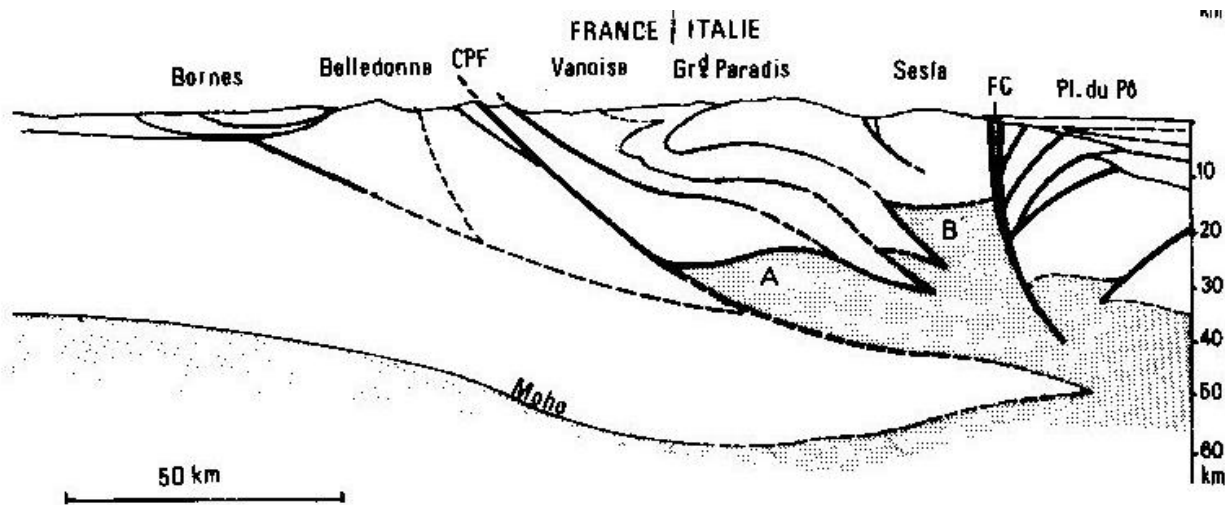 km
FRANCE ITALIE
Bornes Belledonne CPF Vanoise Grd Paradis Sesia FC Pl. du Pô
10
B
20
A
30
40
Moho
50
60
km
50 km